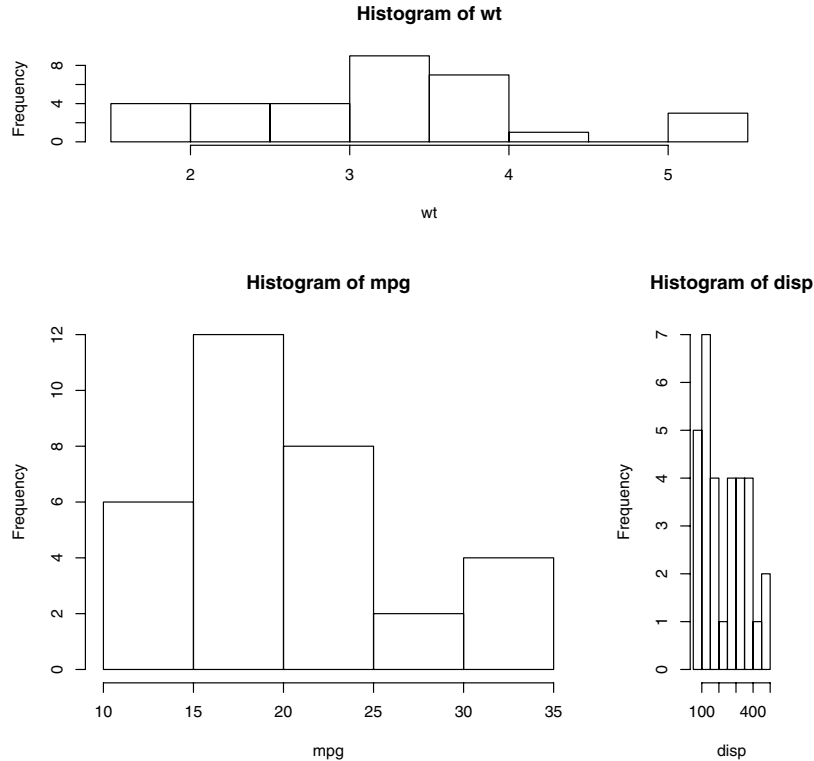 Histogram of wt
Frequency
0 4 8
2 3 4 5
wt
Histogram of mpg
Frequency
0 2 4 6 8 10 12
10 15 20 25 30 35
mpg
Histogram of disp
Frequency
0 1 2 3 4 5 6 7
100 400
disp